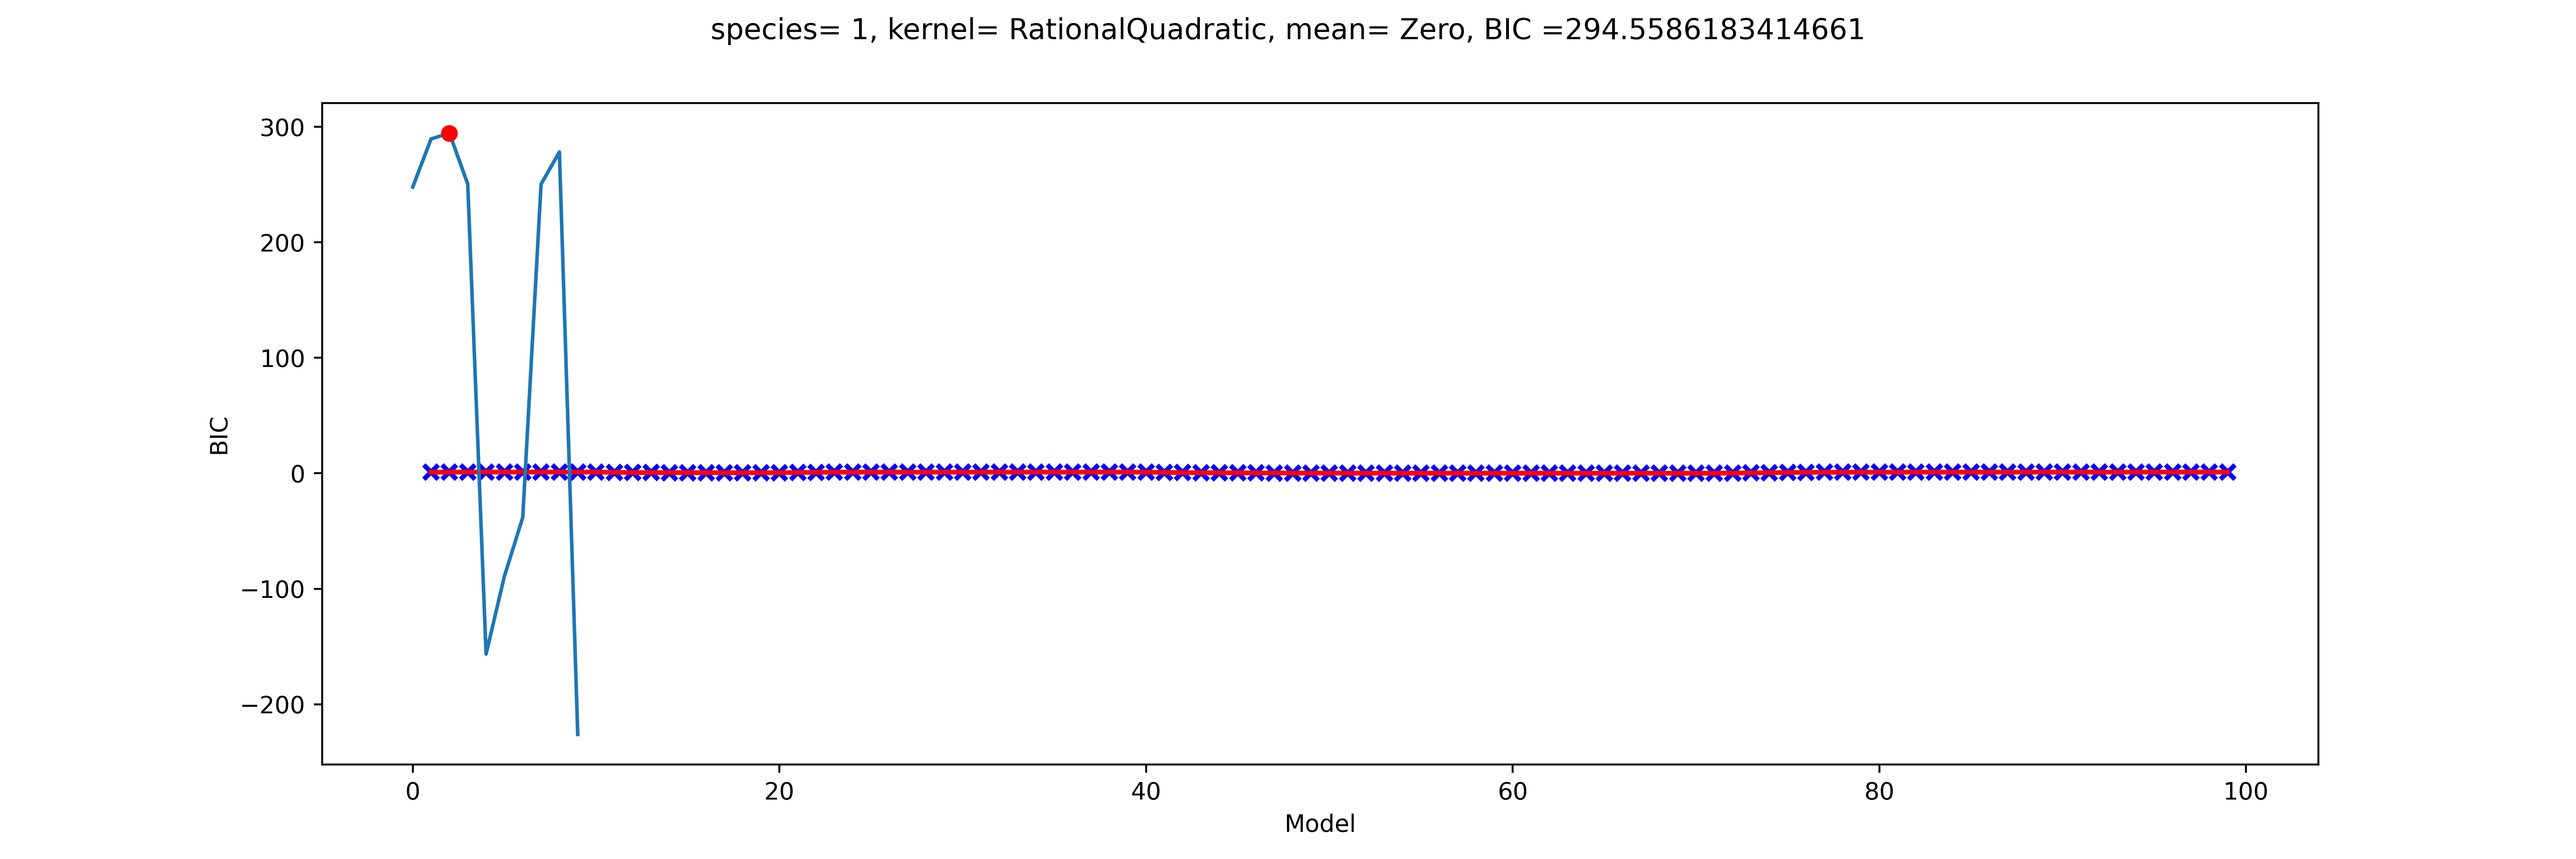 species= 1, kernel= RationalQuadratic, mean= Zero, BIC =294.5586183414661
300
200
100
0
−100
−200
BIC
0 20 40 60 80 100
Model